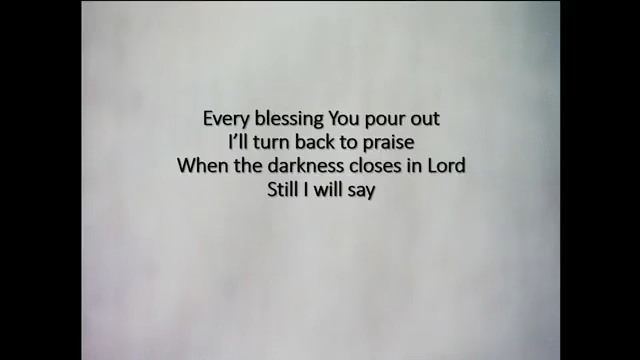 Every blessing You pour out
I'll turn back to praise
When the darkness closes in Lord
Still I will say